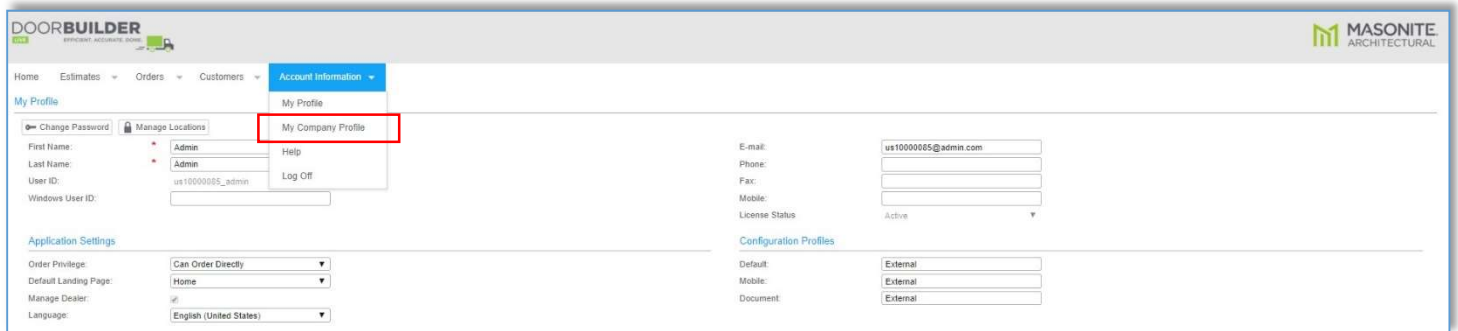 DOORBUILDER
LIVE
EFFICIENT. ACCURATE. DONE.
MASONITE.
ARCHITECTURAL
Home Estimates Orders Customers Account Information
My Profile
My Company Profile
Help
Log Off
My Profile
Change Password Manage Locations
First Name: * Admin
Last Name: * Admin
User ID: us10000085_admin
Windows User ID:
E-mail: us10000085@admin.com
Phone:
Fax:
Mobile:
License Status Active
Application Settings
Order Privilege: Can Order Directly
Default Landing Page: Home
Manage Dealer:
Language: English (United States)
Configuration Profiles
Default: External
Mobile: External
Document: External